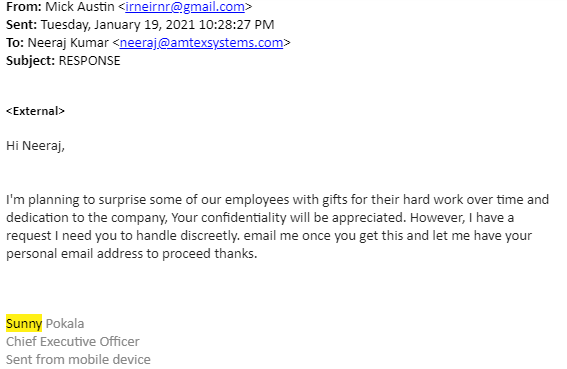 From: Mick Austin <irneirnr@gmail.com>
Sent: Tuesday, January 19, 2021 10:28:27 PM
To: Neeraj Kumar <neeraj@amtexsystems.com>
Subject: RESPONSE
<External>
Hi Neeraj,
I'm planning to surprise some of our employees with gifts for their hard work over time and
dedication to the company, Your confidentiality will be appreciated. However, I have a
request I need you to handle discreetly. email me once you get this and let me have your
personal email address to proceed thanks.
Sunny Pokala
Chief Executive Officer
Sent from mobile device